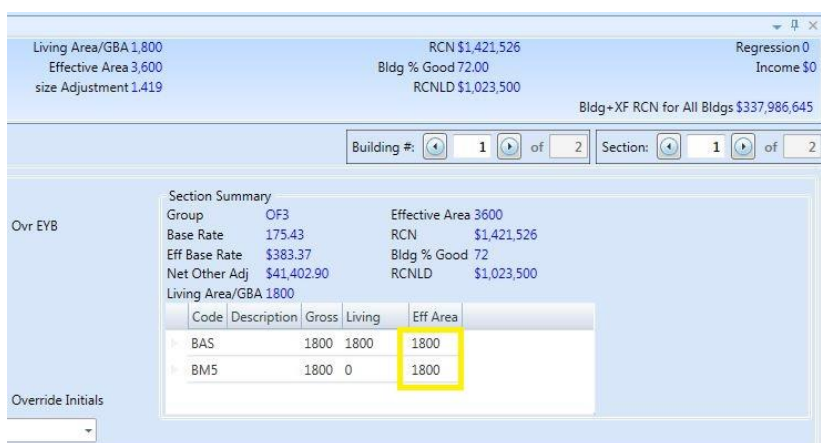 Living Area/GBA 1,800 RCN $1,421,526 Regression 0
Effective Area 3,600 Bldg % Good 72.00 Income $0
size Adjustment 1.419 RCNLD $1,023,500
Bldg+XF RCN for All Bldgs $337,986,645
Building #: 1 of 2 Section: 1 of 2
Section Summary
Ovr EYB
Group OF3 Effective Area 3600
Base Rate 175.43 RCN $1,421,526
Eff Base Rate $383.37 Bldg % Good 72
Net Other Adj $41,402.90 RCNLD $1,023,500
Living Area/GBA 1800
Code Description Gross Living Eff Area
BAS 1800 1800 1800
BM5 1800 0 1800
Override Initials